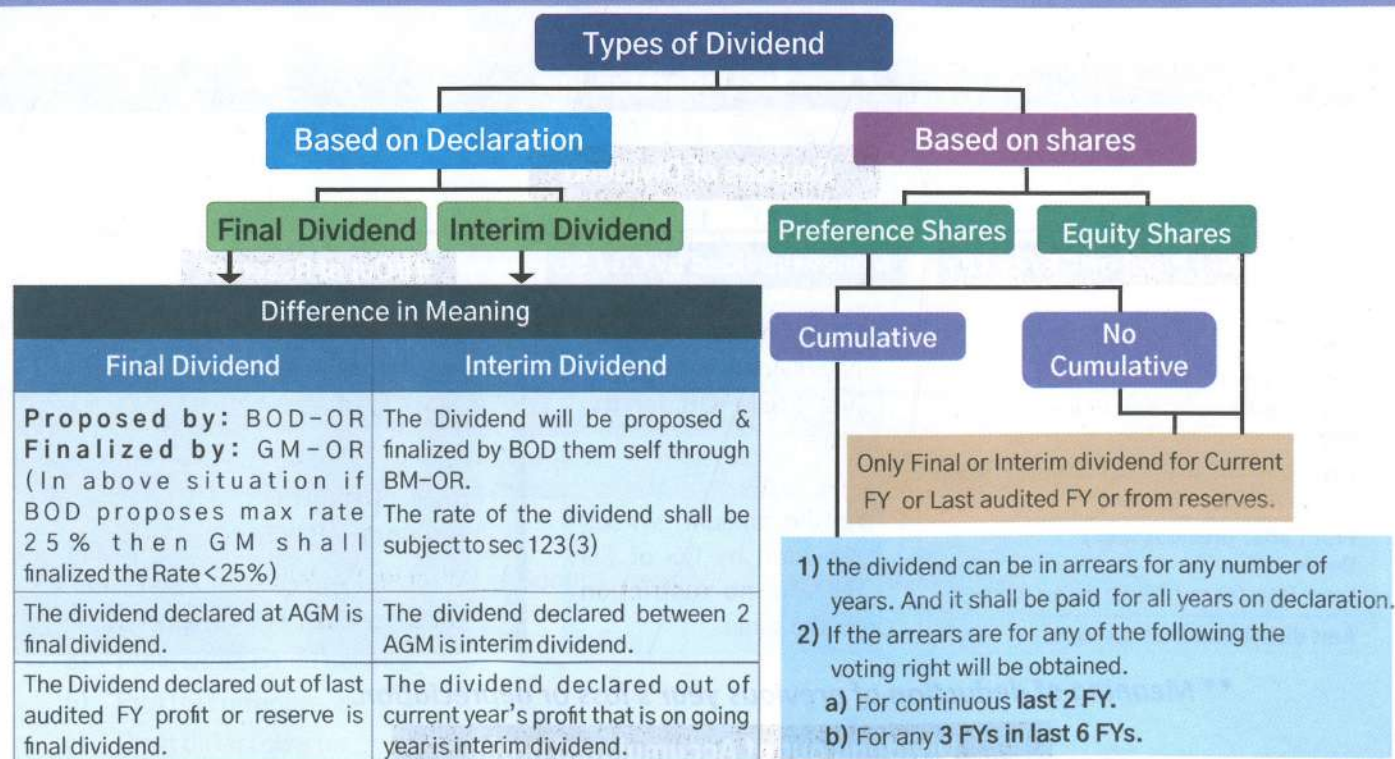 Types of Dividend
Based on Declaration
Based on shares
Final Dividend
Interim Dividend
Preference Shares
Equity Shares
Difference in Meaning
Final Dividend
Interim Dividend
Proposed by: BOD-OR
Finalized by: GM-OR
(In above situation if
BOD proposes max rate
25% then GM shall
finalized the Rate<25%)
The Dividend will be proposed &
finalized by BOD them self through
BM-OR.
The rate of the dividend shall be
subject to sec 123(3)
The dividend declared at AGM is
final dividend.
The dividend declared between 2
AGM is interim dividend.
The Dividend declared out of last
audited FY profit or reserve is
final dividend.
The dividend declared out of
current year's profit that is on going
year is interim dividend.
Cumulative
No
Cumulative
Only Final or Interim dividend for Current
FY or Last audited FY or from reserves.
1) the dividend can be in arrears for any number of
years. And it shall be paid for all years on declaration.
2) If the arrears are for any of the following the
voting right will be obtained.
a) For continuous last 2 FY.
b) For any 3 FYs in last 6 FYs.